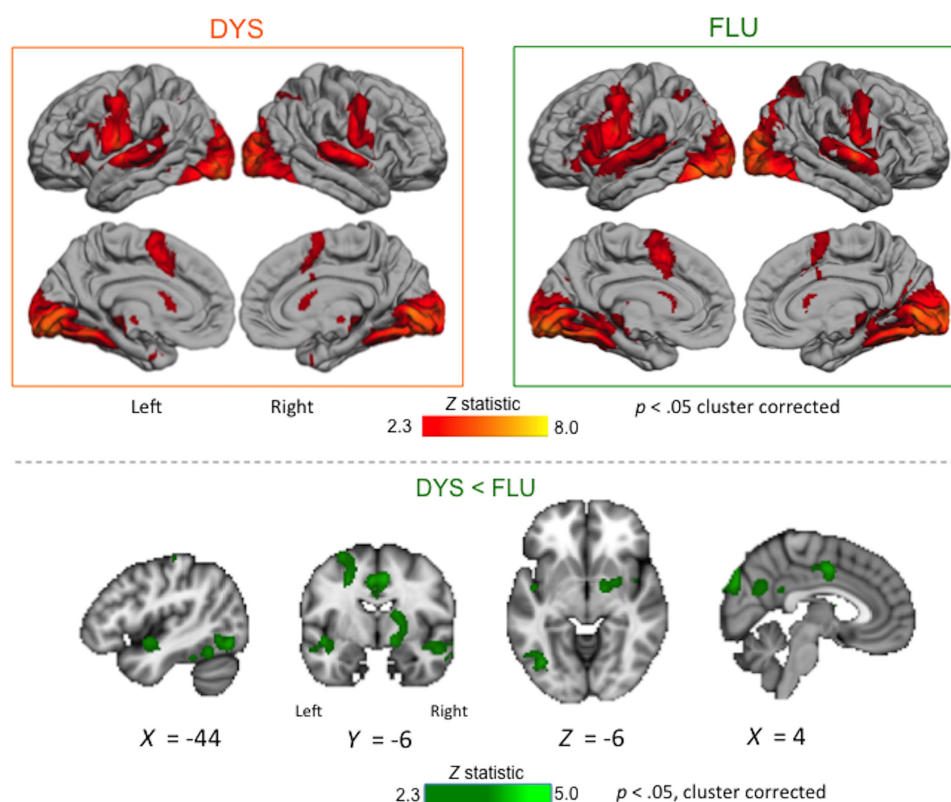 DYS
FLU
Left
Right
Z statistic
2.3
8.0
p < .05 cluster corrected
DYS < FLU
Left
Right
X = -44
Y = -6
Z = -6
X = 4
Z statistic
2.3
5.0
p < .05, cluster corrected